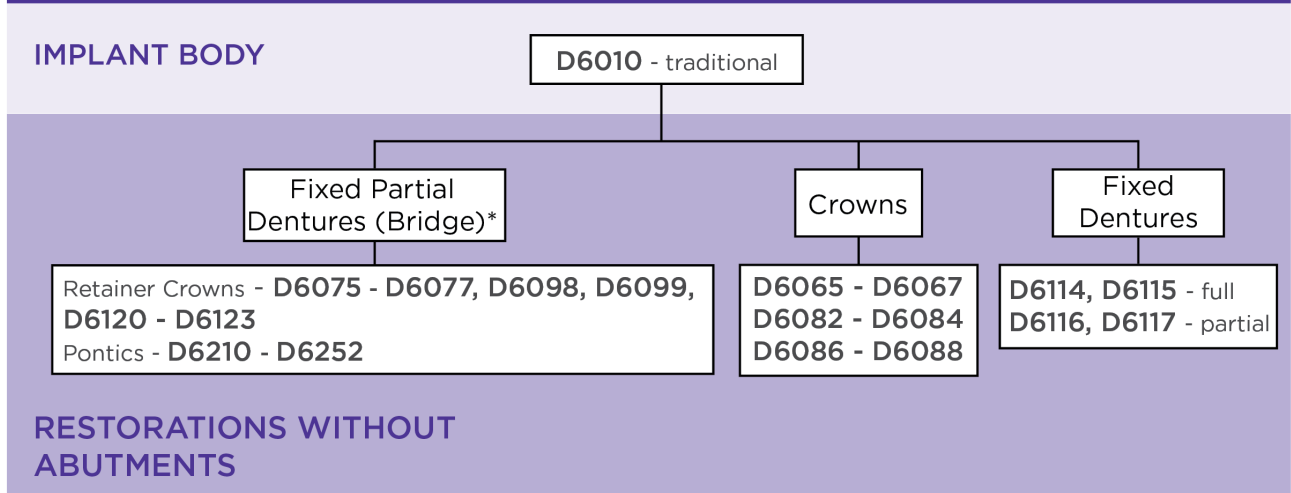 IMPLANT BODY
D6010 - traditional
Fixed Partial
Dentures (Bridge)*
Crowns
Fixed
Dentures
Retainer Crowns - D6075 - D6077, D6098, D6099,
D6120 - D6123
Pontics - D6210 - D6252
D6065 - D6067
D6082 - D6084
D6086 - D6088
D6114, D6115 - full
D6116, D6117 - partial
RESTORATIONS WITHOUT
ABUTMENTS